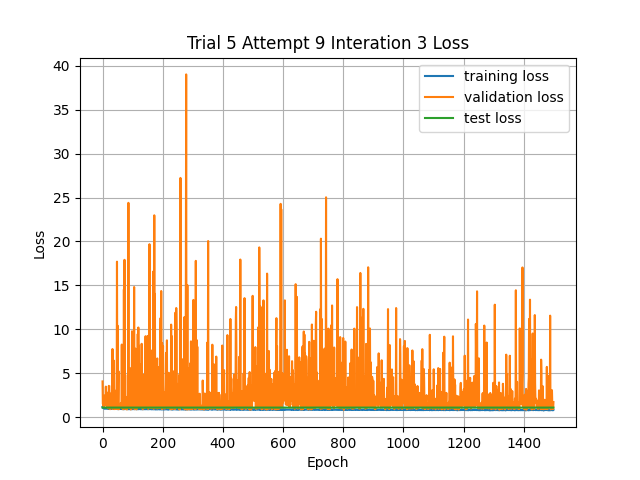 Trial 5 Attempt 9 Interation 3 Loss
training loss
validation loss
test loss
Loss
40
35
30
25
20
15
10
5
0
0 200 400 600 800 1000 1200 1400
Epoch